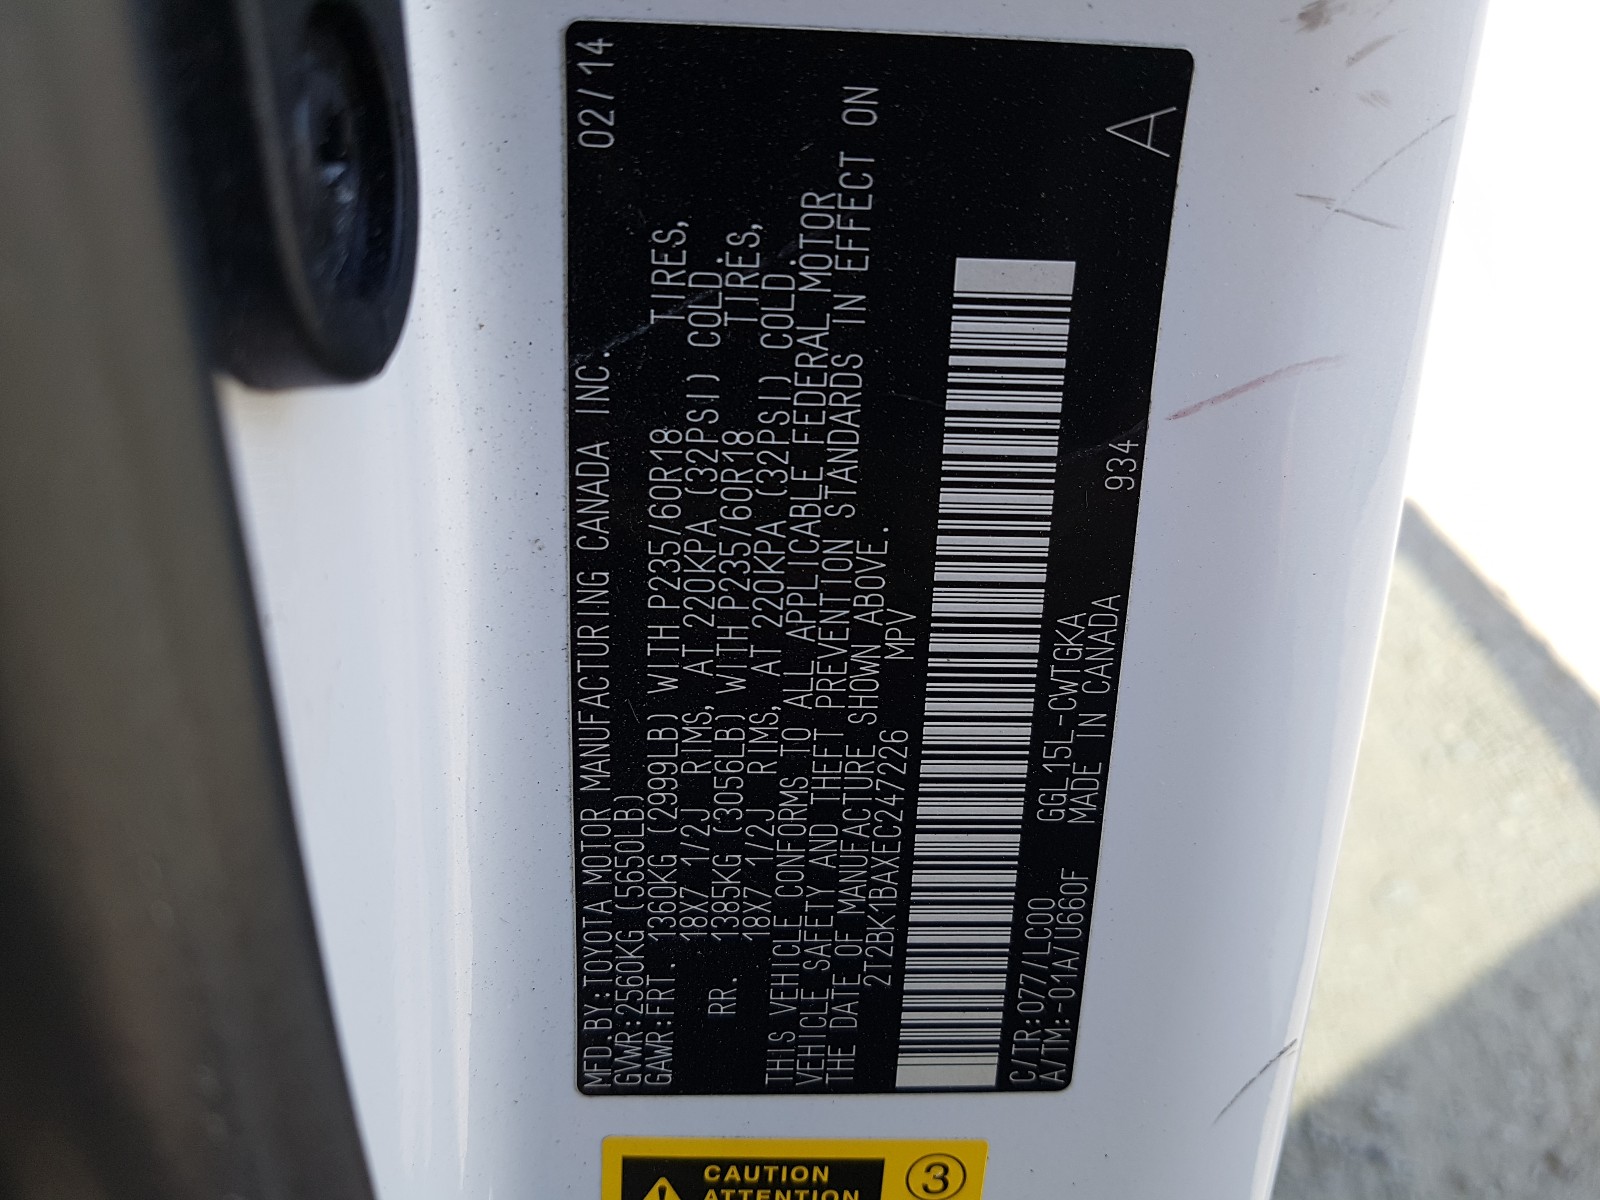 MFD.BY:TOYOTA MOTOR MANUFACTURING CANADA INC. 02/14
GVWR:2560KG (5650LB)
GAWR:FRT. 1360KG (2999LB) WITH P235/60R18 TIRES,
18X7 1/2J RIMS, AT 220KPA (32PSI) COLD
RR. 1385KG (3056LB) WITH P235/60R18 TIRES,
18X7 1/2J RIMS, AT 220KPA (32PSI) COLD.
THIS VEHICLE CONFORMS TO ALL APPLICABLE FEDERAL MOTOR
VEHICLE SAFETY AND THEFT PREVENTION STANDARDS IN EFFECT ON
THE DATE OF MANUFACTURE SHOWN ABOVE.
2T2BK1BAXEC247226 MPV
C/TR:077/LC00 GGL15L-CWTGKA 934 A
A/TM:-01A/U660F MADE IN CANADA
CAUTION
ATTENTION
3